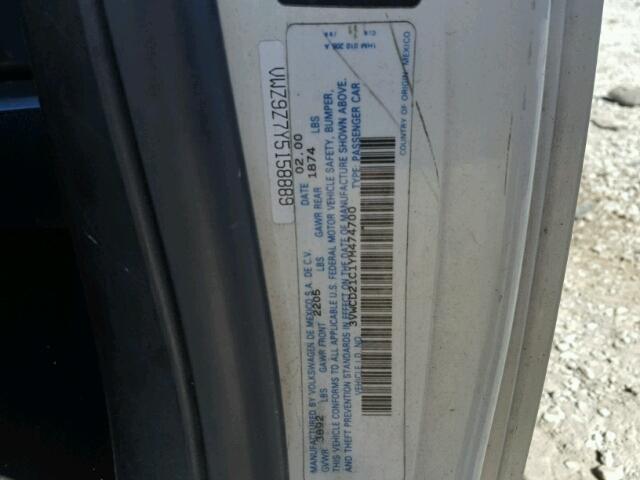 VWZ9Z7Y5158889
MANUFACTURED BY VOLKSWAGEN DE MEXICO S.A. DE C.V. DATE 02.00
GVWR 3892 LBS GAWR FRONT 2205 LBS GAWR REAR 1874 LBS
THIS VEHICLE CONFORMS TO ALL APPLICABLE U.S. FEDERAL MOTOR VEHICLE SAFETY, BUMPER,
AND THEFT PREVENTION STANDARDS IN EFFECT ON THE DATE OF MANUFACTURE SHOWN ABOVE.
VEHICLE I.D. NO. 3VWCD21C1YM474700 TYPE: PASSENGER CAR
COUNTRY OF ORIGIN: MEXICO